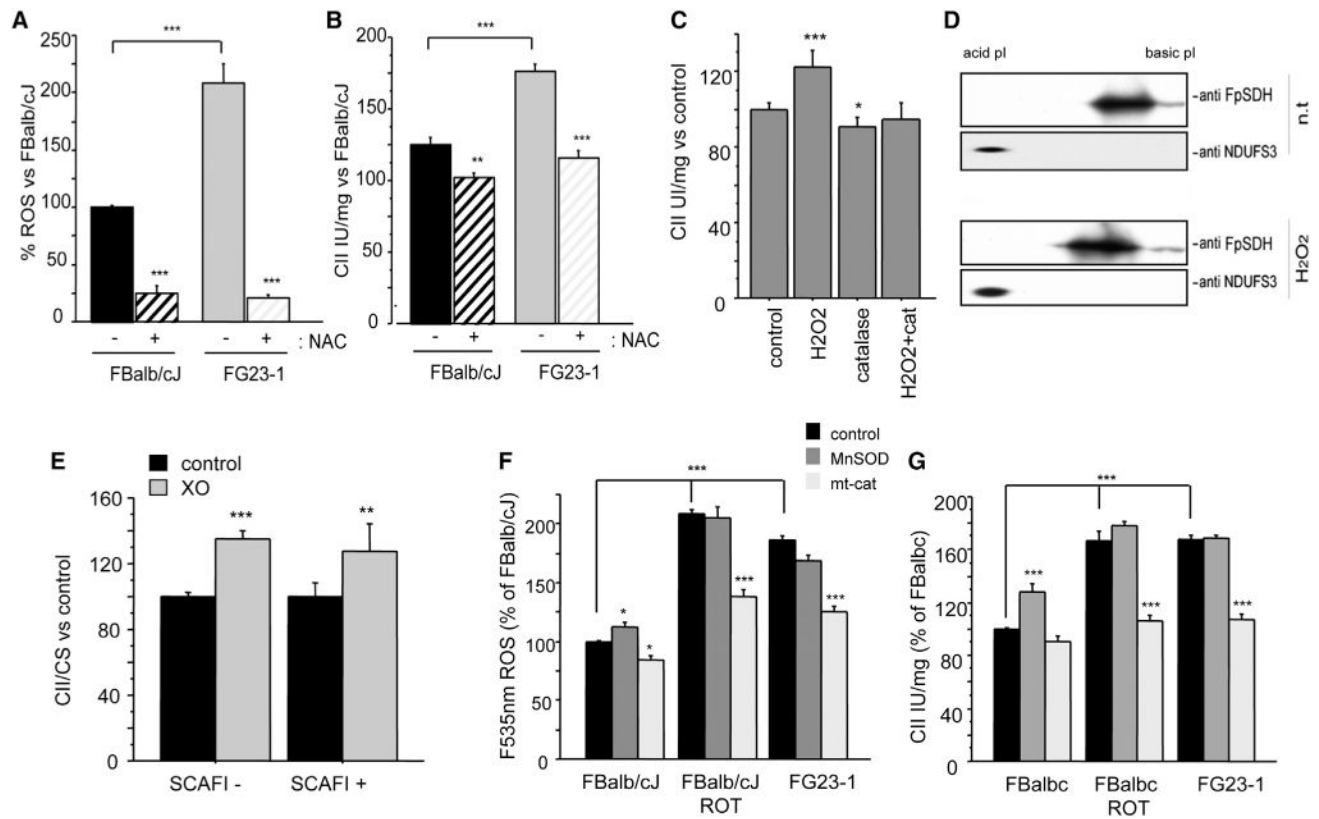 A
% ROS vs FBalb/cJ
250
200
150
100
50
25
0
***
***
***
- + - + : NAC
FBalb/cJ FG23-1
B
CII IU/mg vs FBalb/cJ
200
175
150
125
100
50
0
***
**
***
- + - + : NAC
FBalb/cJ FG23-1
C
CII UI/mg vs control
120
80
40
0
***
*
control
H2O2
catalase
H2O2+cat
D
acid pI basic pI
-anti FpSDH
-anti NDUFS3
n.t
-anti FpSDH
-anti NDUFS3
H2O2
E
control
XO
CII/CS vs control
160
120
80
40
0
***
**
SCAFI - SCAFI +
control
MnSOD
mt-cat
F
F535nm ROS (% of FBalb/cJ)
200
150
100
50
0
***
*
*
***
***
FBalb/cJ FBalb/cJ FG23-1
ROT
G
CII IU/mg (% of FBalbc)
200
160
100
80
40
0
***
***
***
***
FBalbc FBalbc FG23-1
ROT